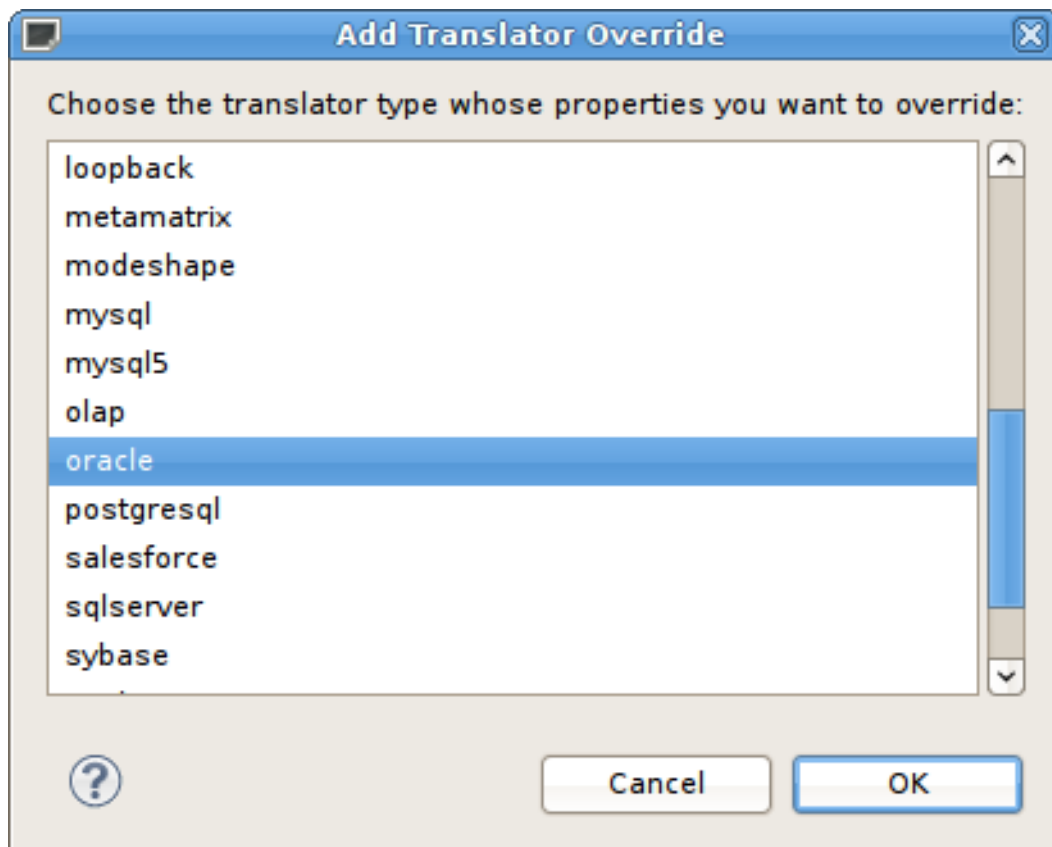 Add Translator Override
Choose the translator type whose properties you want to override:
loopback
metamatrix
modeshape
mysql
mysql5
olap
oracle
postgresql
salesforce
sqlserver
sybase
?
Cancel
OK